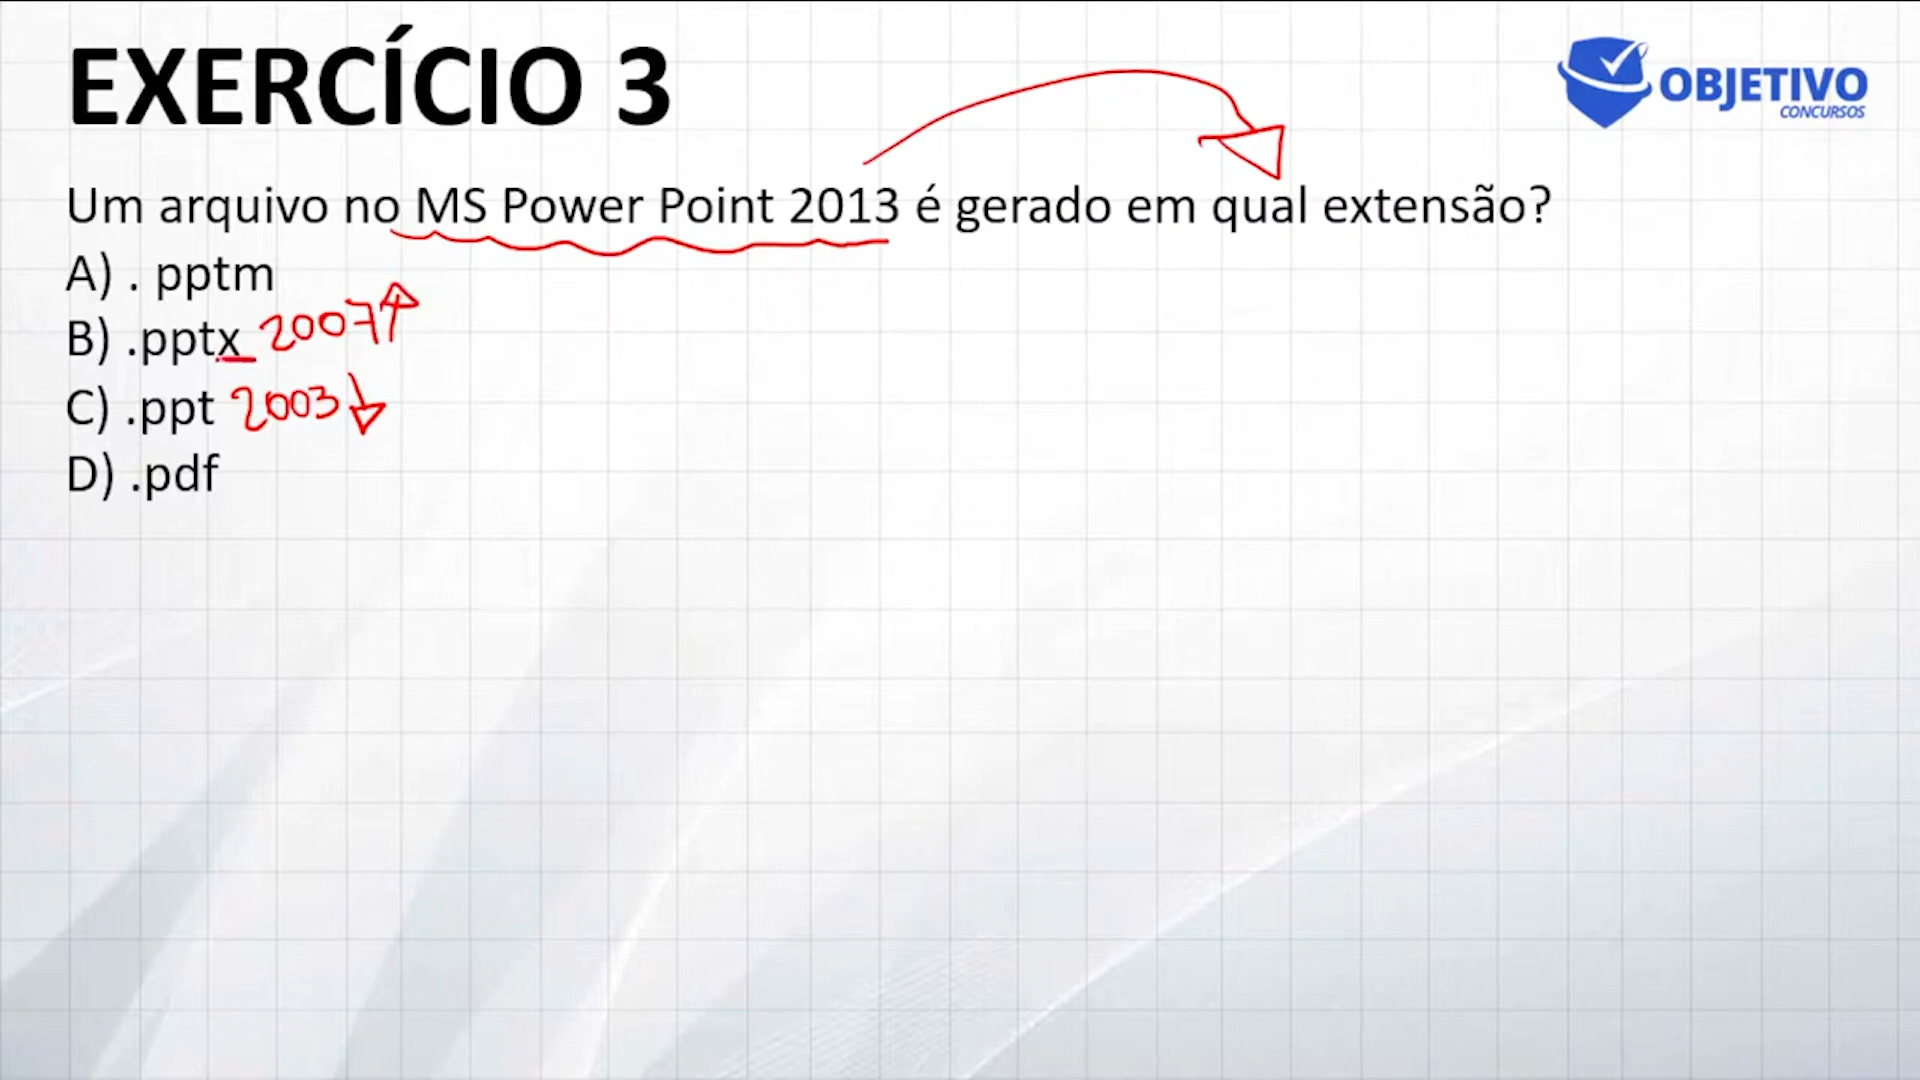 EXERCÍCIO 3
OBJETIVO
CONCURSOS
Um arquivo no MS Power Point 2013 é gerado em qual extensão?
A) . pptm
B) .pptx 2007
C) .ppt 2003
D) .pdf